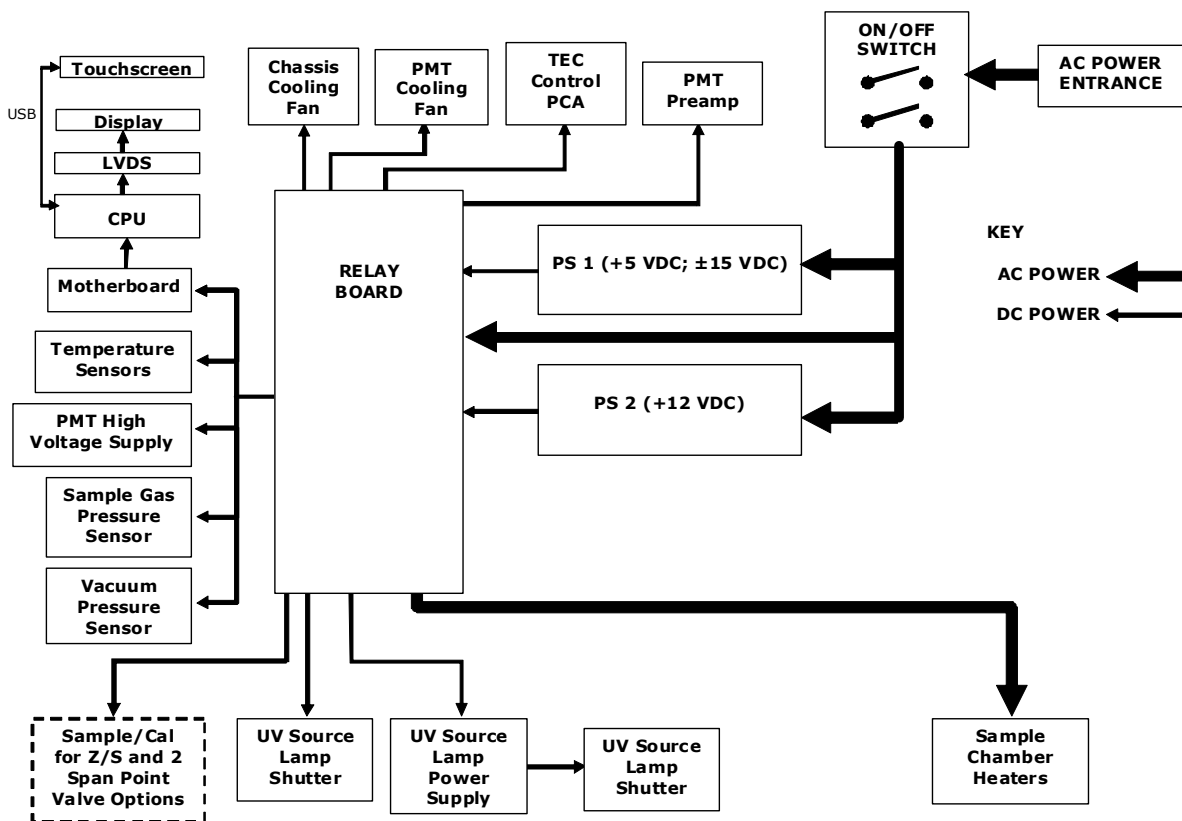 ON/OFF
SWITCH
AC POWER
ENTRANCE
Touchscreen
USB
Display
LVDS
CPU
Motherboard
Chassis
Cooling
Fan
PMT
Cooling
Fan
TEC
Control
PCA
PMT
Preamp
RELAY
BOARD
PS 1 (+5 VDC; ±15 VDC)
PS 2 (+12 VDC)
KEY
AC POWER
DC POWER
Temperature
Sensors
PMT High
Voltage Supply
Sample Gas
Pressure
Sensor
Vacuum
Pressure
Sensor
Sample/Cal
for Z/S and 2
Span Point
Valve Options
UV Source
Lamp
Shutter
UV Source
Lamp
Power
Supply
UV Source
Lamp
Shutter
Sample
Chamber
Heaters